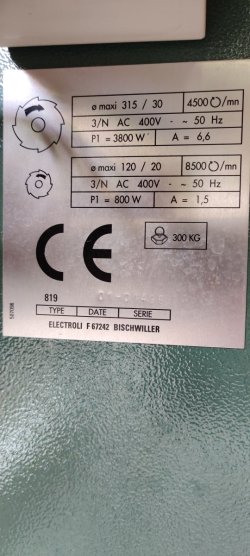 ø maxi 315 / 30 4500 /mn
3/N AC 400V - ~ 50 Hz
P1 = 3800 W A = 6,6
ø maxi 120 / 20 8500 /mn
3/N AC 400V - ~ 50 Hz
P1 = 800 W A = 1,5
CE
300 KG
819
TYPE DATE SERIE
ELECTROLI F 67242 BISCHWILLER